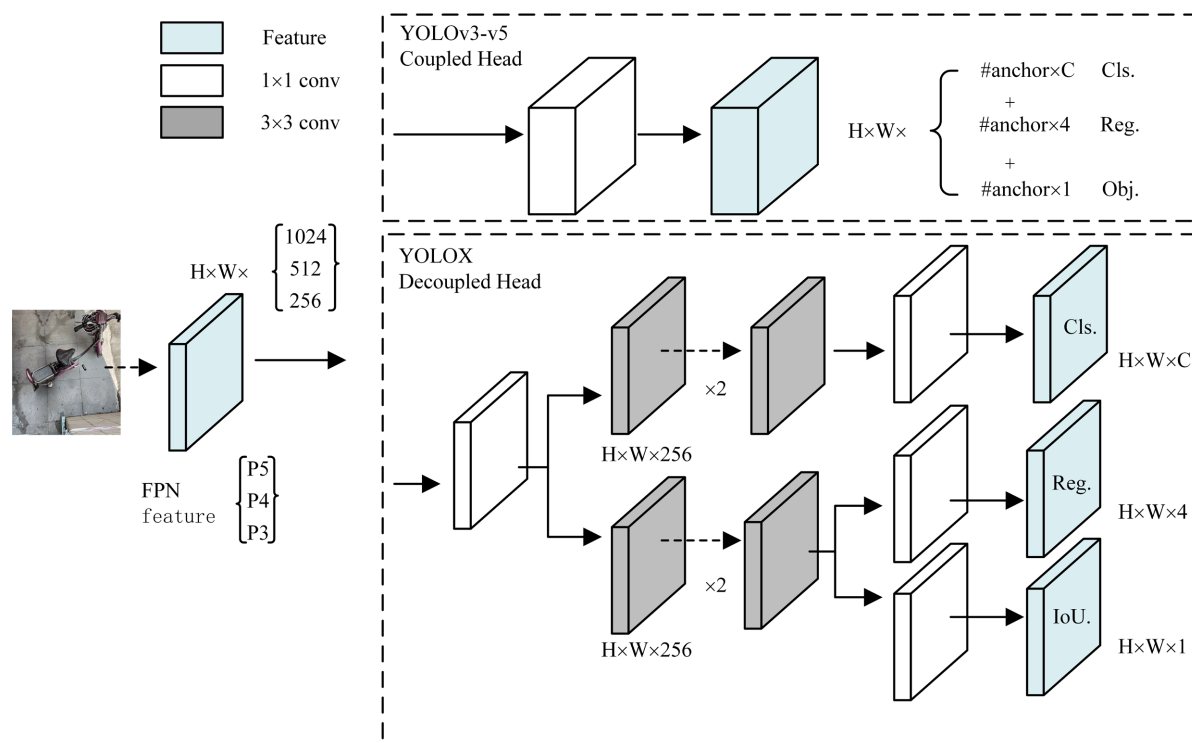 Feature
1×1 conv
3×3 conv
YOLOv3-v5
Coupled Head
H×W×
#anchor×C Cls.
+
#anchor×4 Reg.
+
#anchor×1 Obj.
H×W×
1024
512
256
FPN
feature
P5
P4
P3
YOLOX
Decoupled Head
×2
H×W×256
Cls.
H×W×C
×2
H×W×256
Reg.
H×W×4
IoU.
H×W×1